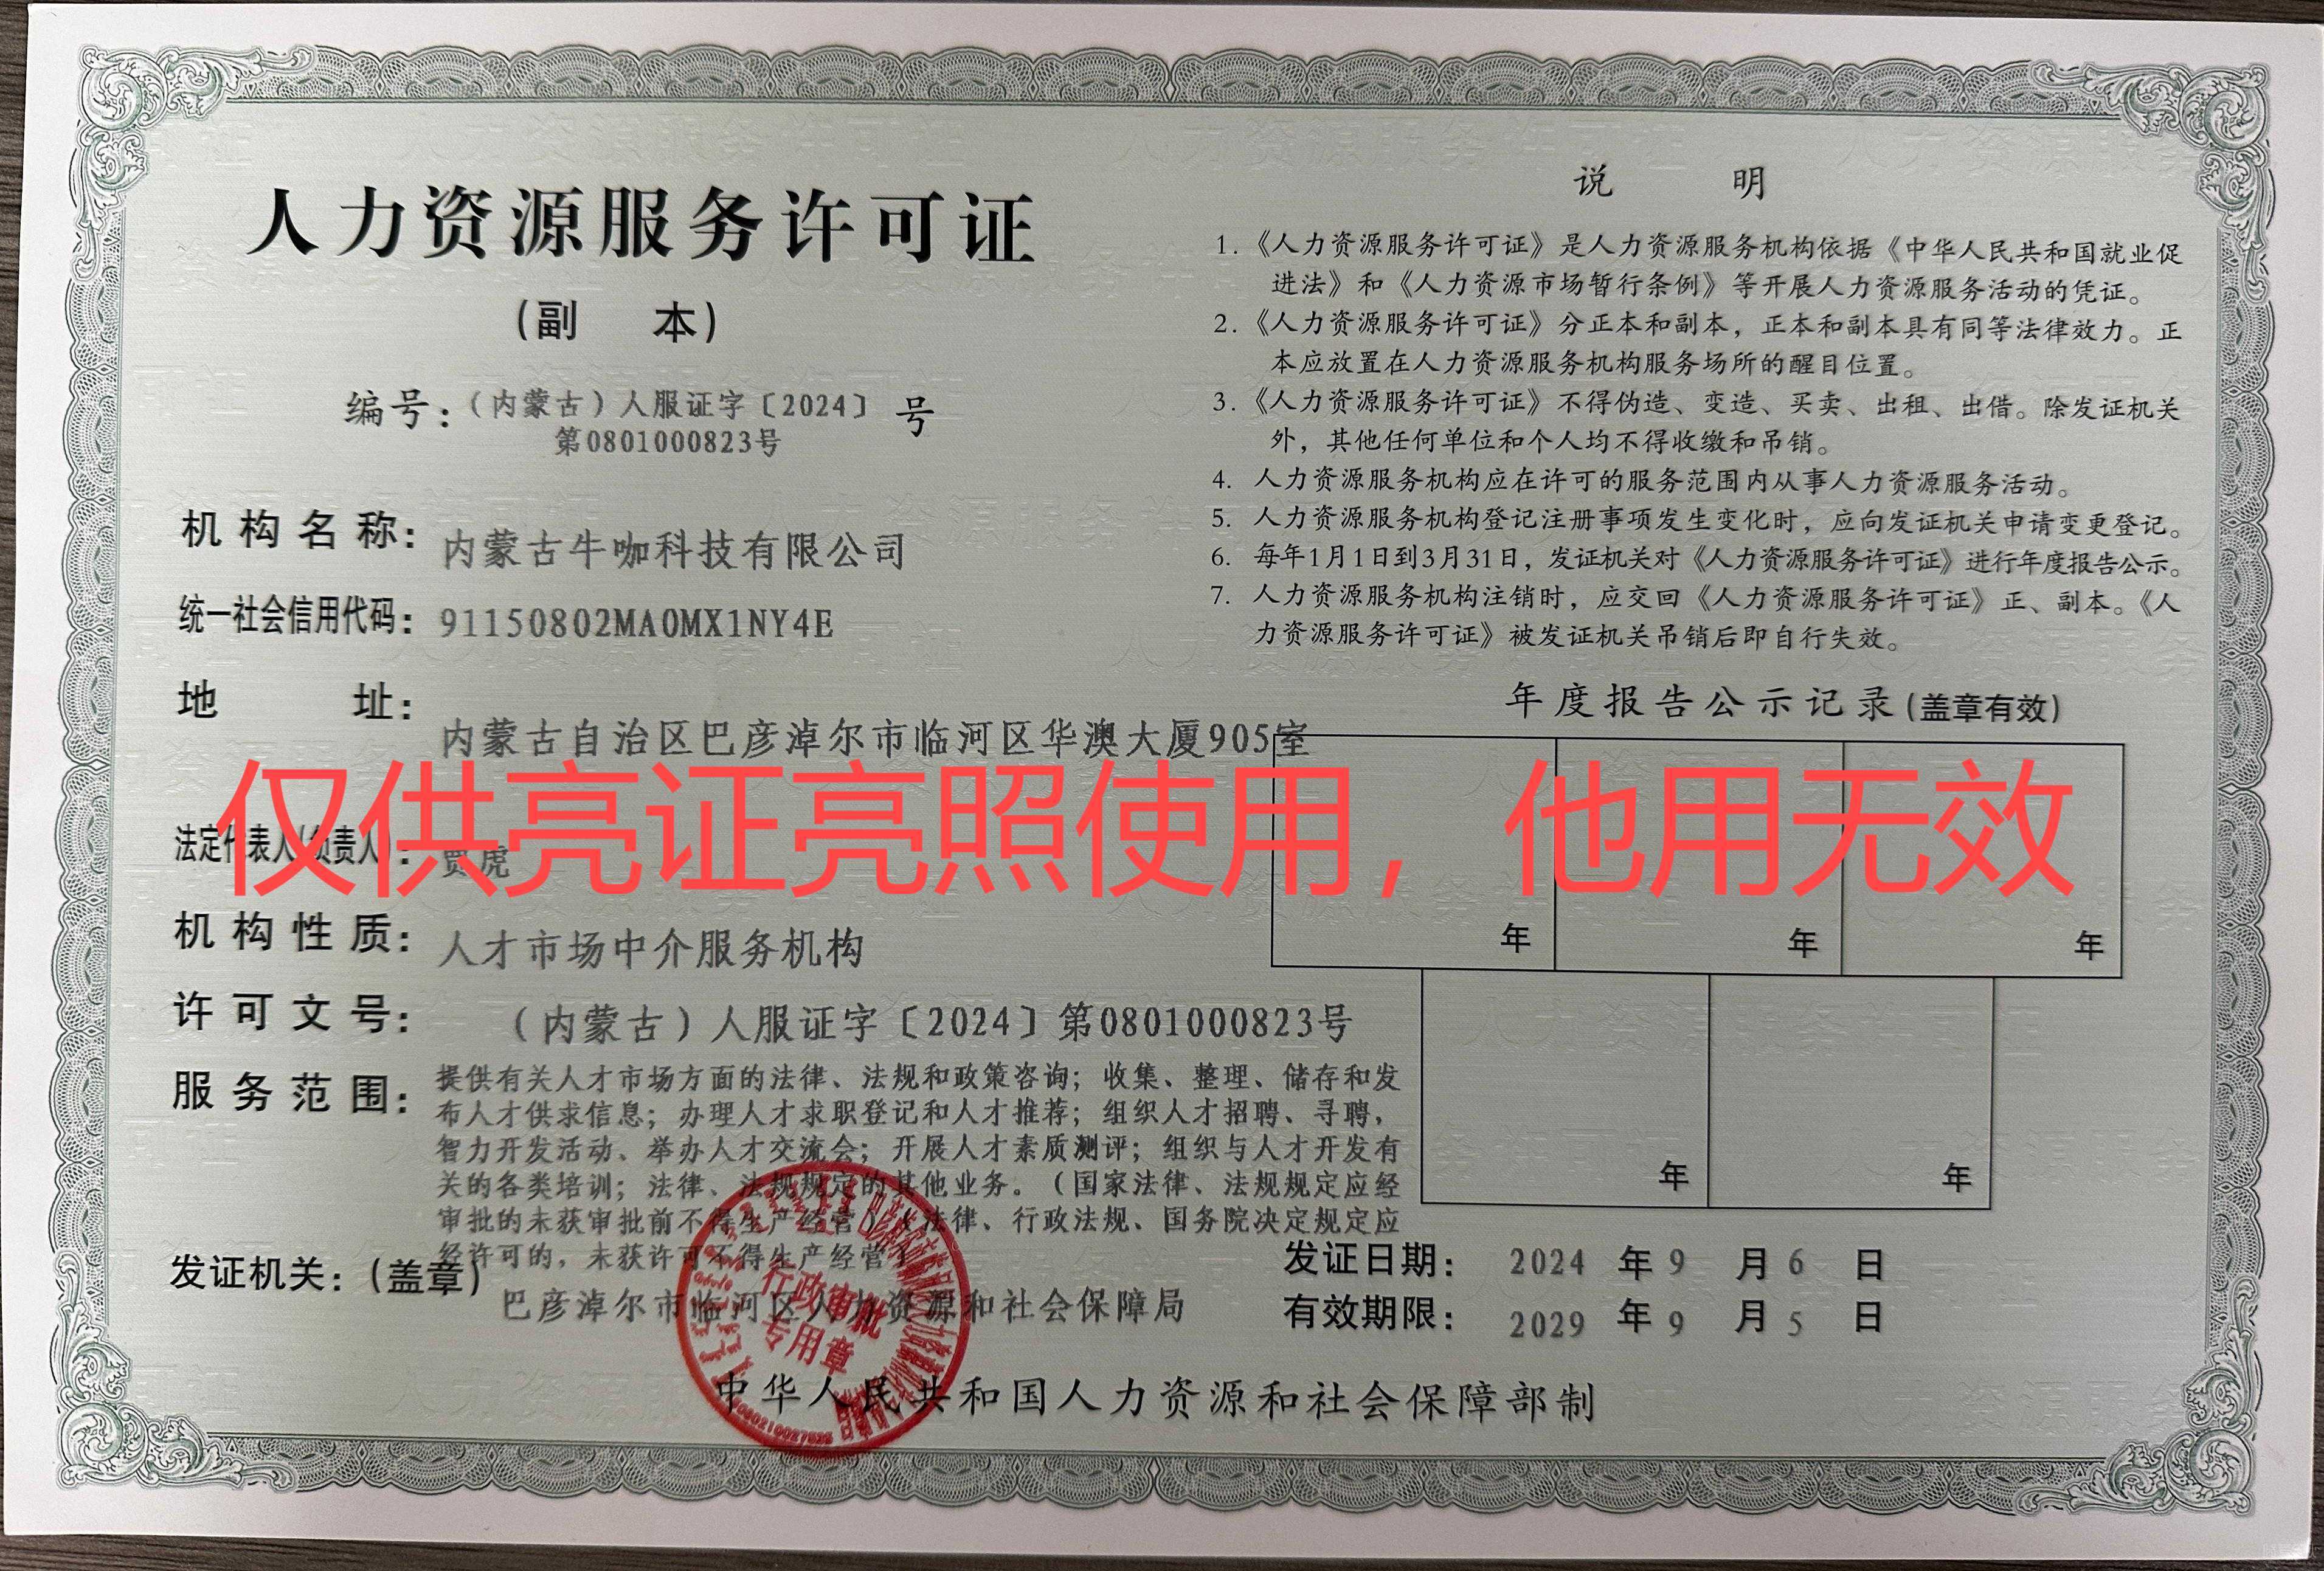 人力资源服务许可证
(副 本)
编号：（内蒙古）人服证字〔2024〕 号
第0801000823号
机构名称：内蒙古牛咖科技有限公司
统一社会信用代码：91150802MA0MX1NY4E
地 址：
内蒙古自治区巴彦淖尔市临河区华澳大厦905室
仅供亮证亮照使用，他用无效
法定代表人(负责人)：贾虎
机构性质：人才市场中介服务机构
许可文号：（内蒙古）人服证字〔2024〕第0801000823号
服务范围：提供有关人才市场方面的法律、法规和政策咨询；收集、整理、储存和发
布人才供求信息；办理人才求职登记和人才推荐；组织人才招聘、寻聘，
智力开发活动、举办人才交流会；开展人才素质测评；组织与人才开发有
关的各类培训；法律、法规规定的其他业务。（国家法律、法规规定应经
审批的未获审批前不得生产经营）（法律、行政法规、国务院决定规定应
经许可的，未获许可不得生产经营）
发证机关：(盖章)
巴彦淖尔市临河区人力资源和社会保障局
行政审批
专用章
说 明
1.《人力资源服务许可证》是人力资源服务机构依据《中华人民共和国就业促
进法》和《人力资源市场暂行条例》等开展人力资源服务活动的凭证。
2.《人力资源服务许可证》分正本和副本，正本和副本具有同等法律效力。正
本应放置在人力资源服务机构服务场所的醒目位置。
3.《人力资源服务许可证》不得伪造、变造、买卖、出租、出借。除发证机关
外，其他任何单位和个人均不得收缴和吊销。
4. 人力资源服务机构应在许可的服务范围内从事人力资源服务活动。
5. 人力资源服务机构登记注册事项发生变化时，应向发证机关申请变更登记。
6. 每年1月1日到3月31日，发证机关对《人力资源服务许可证》进行年度报告公示。
7. 人力资源服务机构注销时，应交回《人力资源服务许可证》正、副本。《人
力资源服务许可证》被发证机关吊销后即自行失效。
年度报告公示记录(盖章有效)
年 年 年
年 年
发证日期： 2024 年 9 月 6 日
有效期限： 2029 年 9 月 5 日
中华人民共和国人力资源和社会保障部制